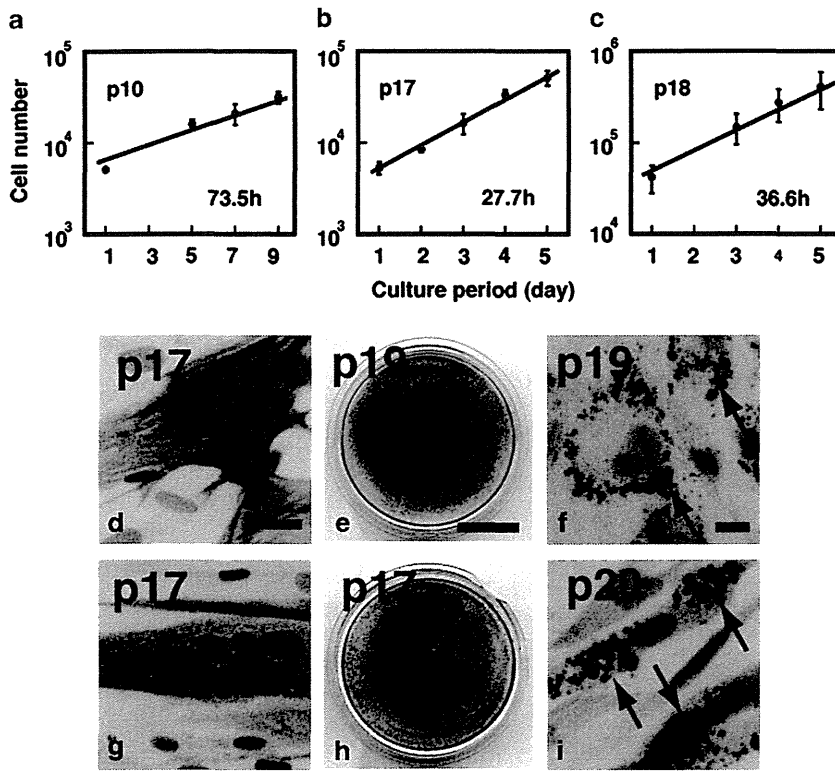 a
b
c
10^5
10^4
10^3
p10
73.5h
10^5
10^4
10^3
p17
27.7h
10^6
10^5
10^4
p18
36.6h
Cell number
1 3 5 7 9
1 2 3 4 5
1 2 3 4 5
Culture period (day)
p17
d
p19
e
p19
f
p17
g
p17
h
p20
i